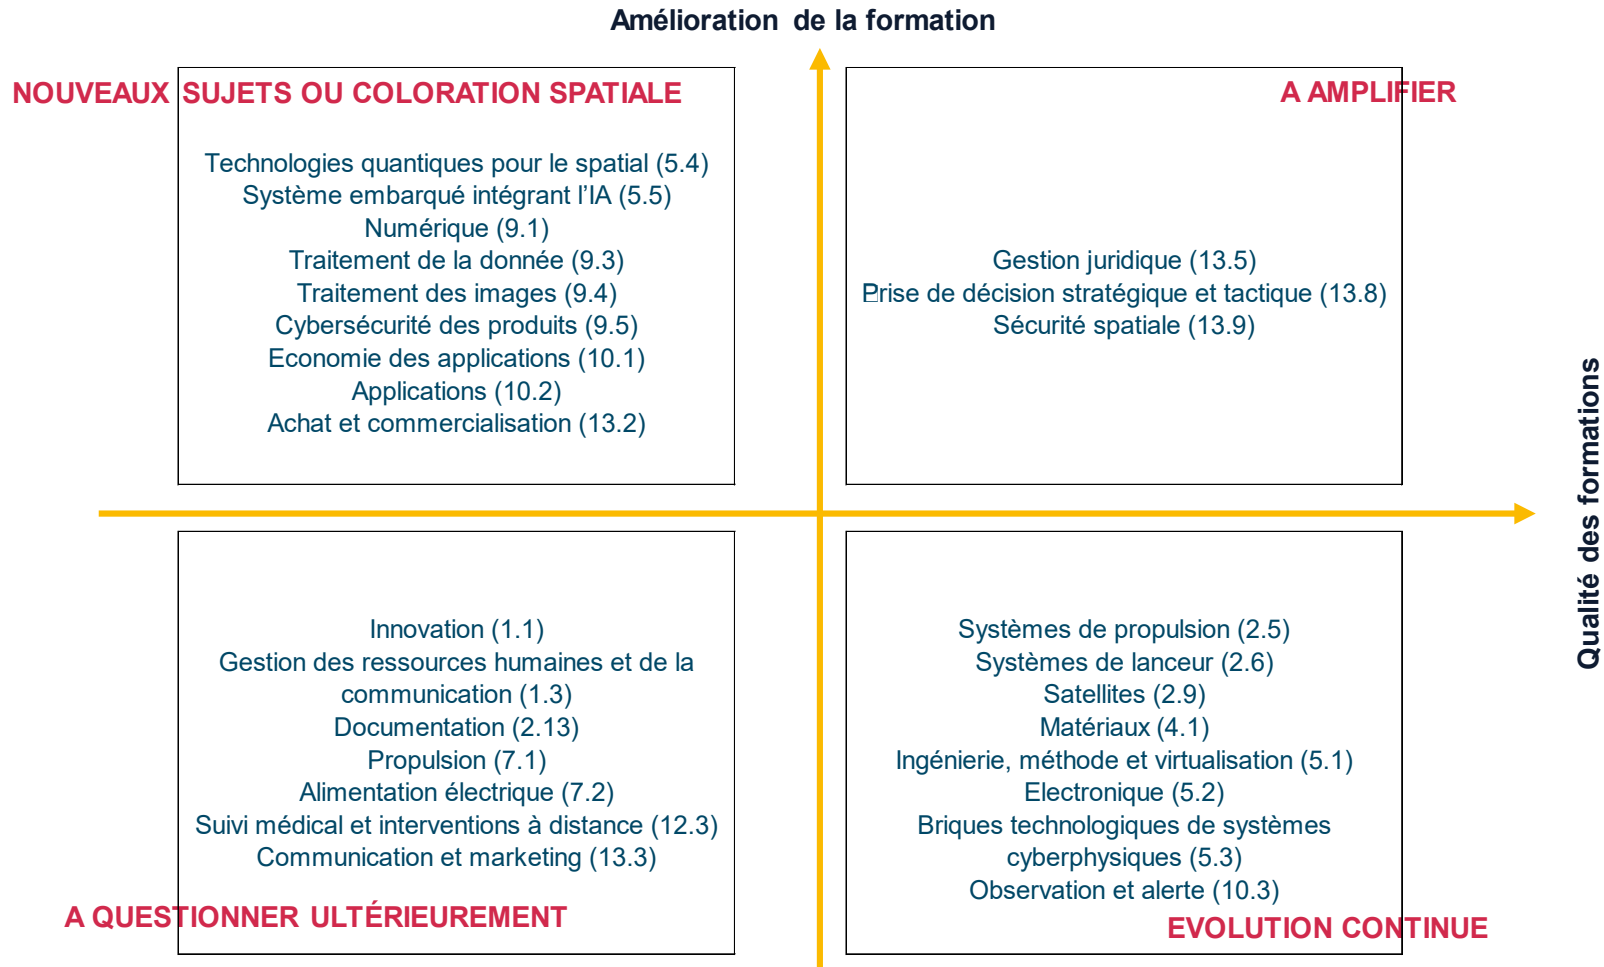 Amélioration de la formation
NOUVEAUX SUJETS OU COLORATION SPATIALE
Technologies quantiques pour le spatial (5.4)
Système embarqué intégrant l’IA (5.5)
Numérique (9.1)
Traitement de la donnée (9.3)
Traitement des images (9.4)
Cybersécurité des produits (9.5)
Economie des applications (10.1)
Applications (10.2)
Achat et commercialisation (13.2)
A AMPLIFIER
Gestion juridique (13.5)
Prise de décision stratégique et tactique (13.8)
Sécurité spatiale (13.9)
Qualité des formations
Innovation (1.1)
Gestion des ressources humaines et de la
communication (1.3)
Documentation (2.13)
Propulsion (7.1)
Alimentation électrique (7.2)
Suivi médical et interventions à distance (12.3)
Communication et marketing (13.3)
A QUESTIONNER ULTÉRIEUREMENT
Systèmes de propulsion (2.5)
Systèmes de lanceur (2.6)
Satellites (2.9)
Matériaux (4.1)
Ingénierie, méthode et virtualisation (5.1)
Electronique (5.2)
Briques technologiques de systèmes
cyberphysiques (5.3)
Observation et alerte (10.3)
EVOLUTION CONTINUE